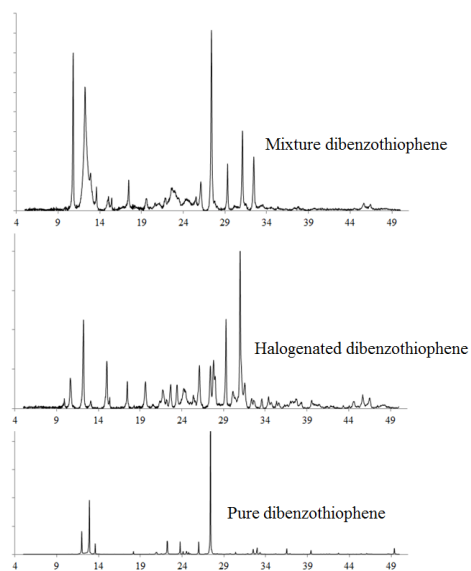 Mixture dibenzothiophene
4 9 14 19 24 29 34 39 44 49
Halogenated dibenzothiophene
4 9 14 19 24 29 34 39 44 49
Pure dibenzothiophene
4 9 14 19 24 29 34 39 44 49